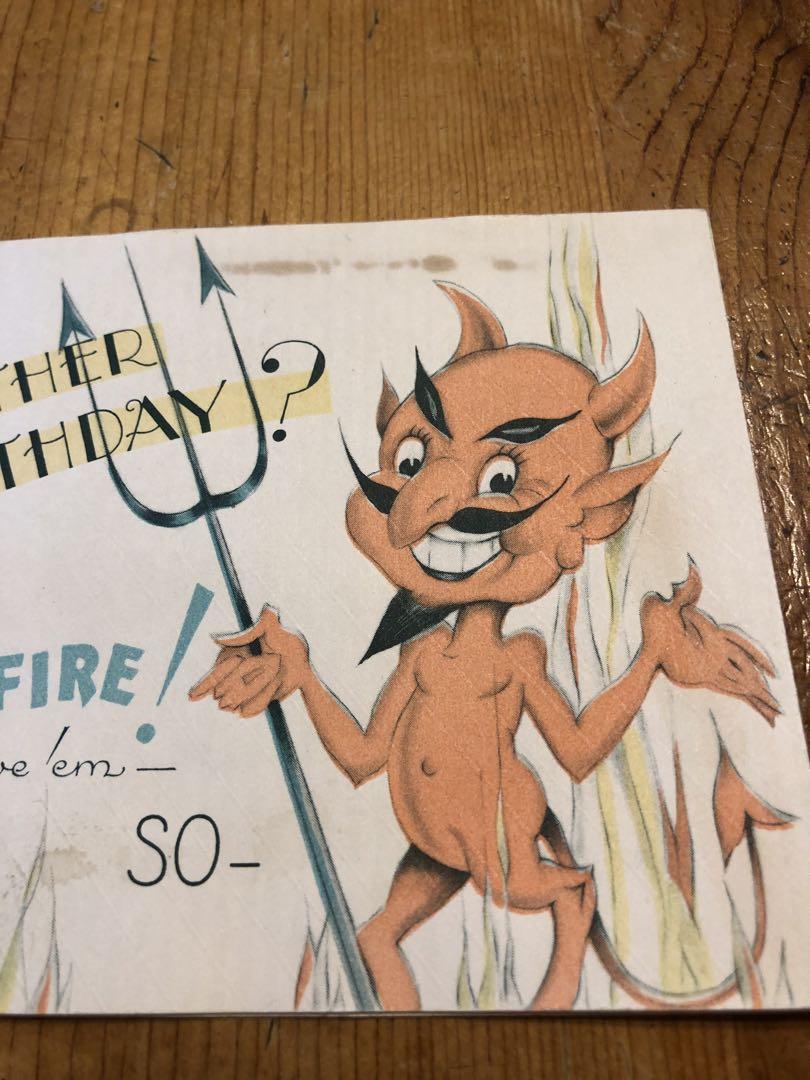 THER
THDAY?
FIRE!
ve 'em —
SO-